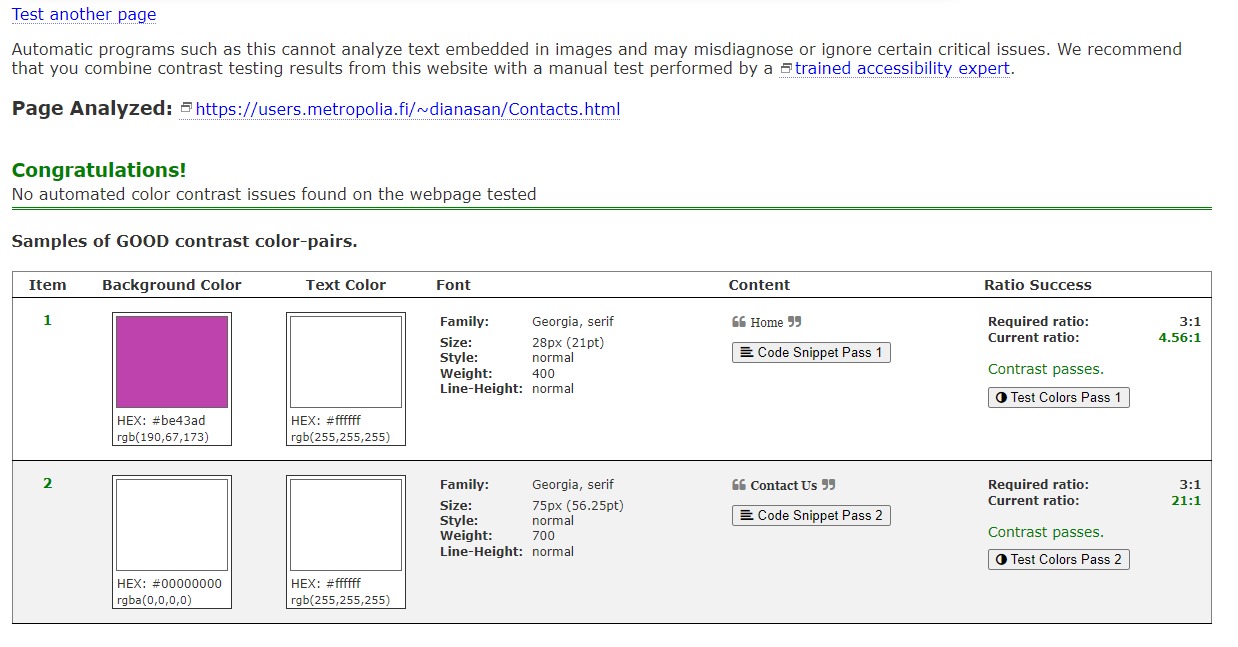 Test another page
Automatic programs such as this cannot analyze text embedded in images and may misdiagnose or ignore certain critical issues. We recommend
that you combine contrast testing results from this website with a manual test performed by a trained accessibility expert.
Page Analyzed: https://users.metropolia.fi/~dianasan/Contacts.html
Congratulations!
No automated color contrast issues found on the webpage tested
Samples of GOOD contrast color-pairs.
Item Background Color Text Color Font Content Ratio Success
1
HEX: #be43ad
rgb(190,67,173)
HEX: #ffffff
rgb(255,255,255)
Family: Georgia, serif
Size: 28px (21pt)
Style: normal
Weight: 400
Line-Height: normal
❝ Home ❞
Code Snippet Pass 1
Required ratio: 3:1
Current ratio: 4.56:1
Contrast passes.
Test Colors Pass 1
2
HEX: #00000000
rgba(0,0,0,0)
HEX: #ffffff
rgb(255,255,255)
Family: Georgia, serif
Size: 75px (56.25pt)
Style: normal
Weight: 700
Line-Height: normal
❝ Contact Us ❞
Code Snippet Pass 2
Required ratio: 3:1
Current ratio: 21:1
Contrast passes.
Test Colors Pass 2